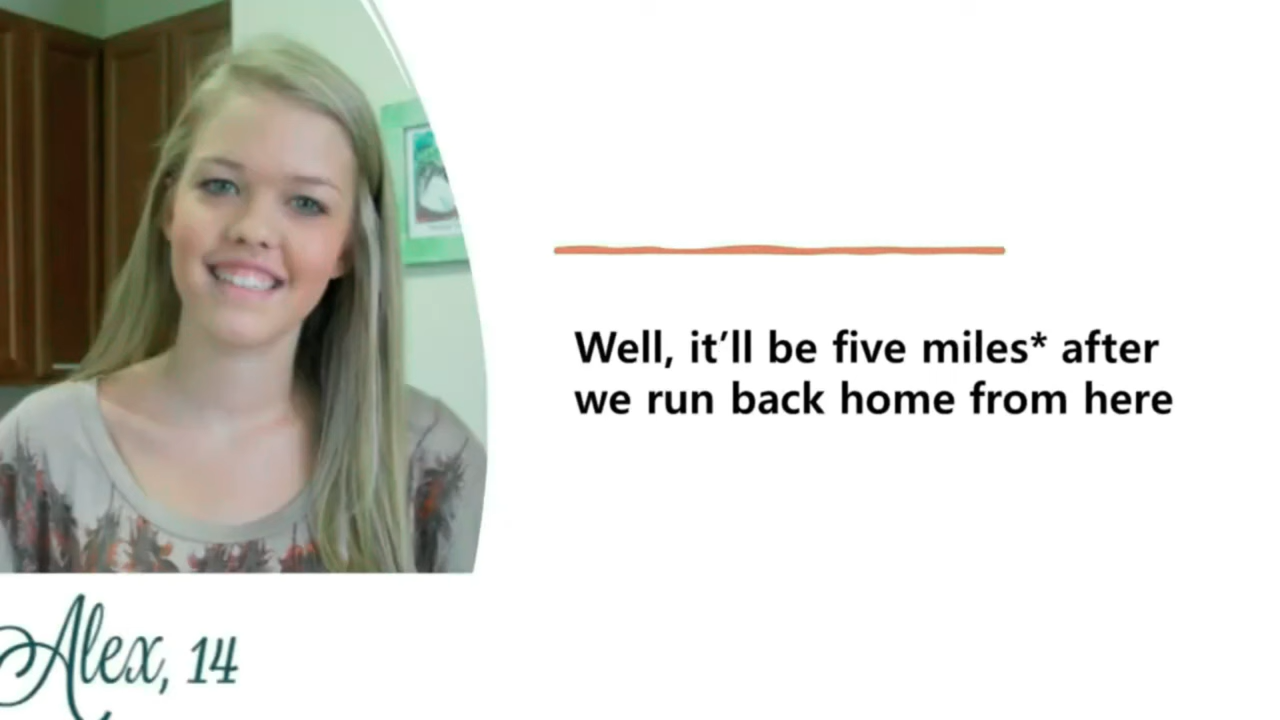 Well, it’ll be five miles* after
we run back home from here
Alex, 14